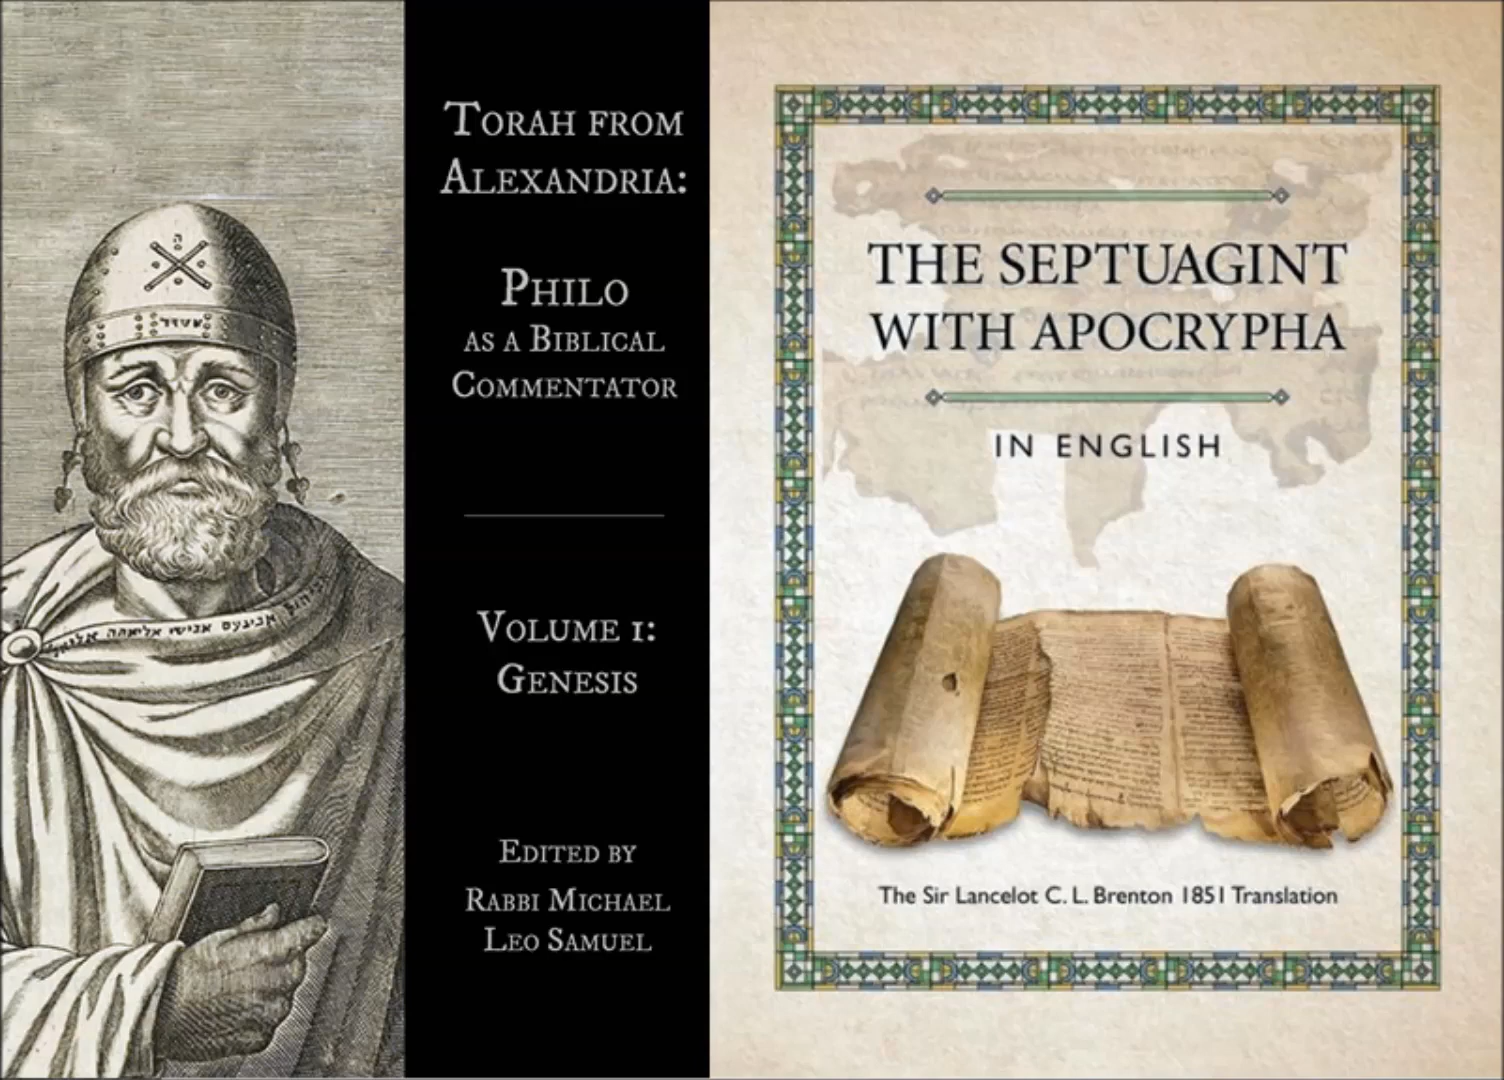 TORAH FROM
ALEXANDRIA:
PHILO
AS A BIBLICAL
COMMENTATOR
VOLUME I:
GENESIS
EDITED BY
RABBI MICHAEL
LEO SAMUEL
THE SEPTUAGINT
WITH APOCRYPHA
IN ENGLISH
The Sir Lancelot C. L. Brenton 1851 Translation